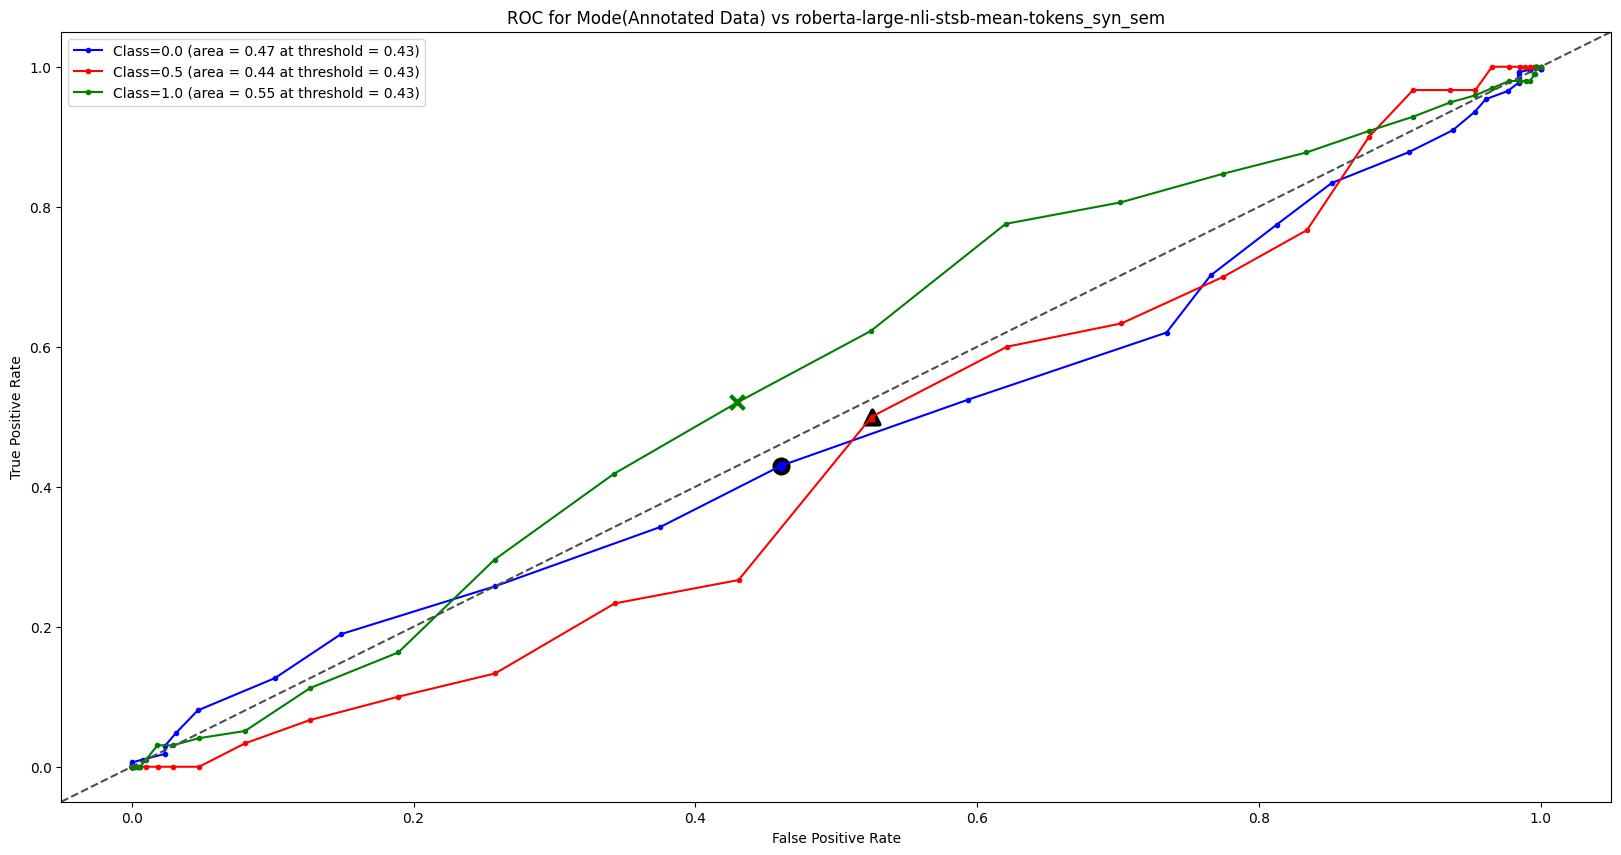 ROC for Mode(Annotated Data) vs roberta-large-nli-stsb-mean-tokens_syn_sem
Class=0.0 (area = 0.47 at threshold = 0.43)
Class=0.5 (area = 0.44 at threshold = 0.43)
Class=1.0 (area = 0.55 at threshold = 0.43)
True Positive Rate
1.0
0.8
0.6
0.4
0.2
0.0
0.0 0.2 0.4 0.6 0.8 1.0
False Positive Rate